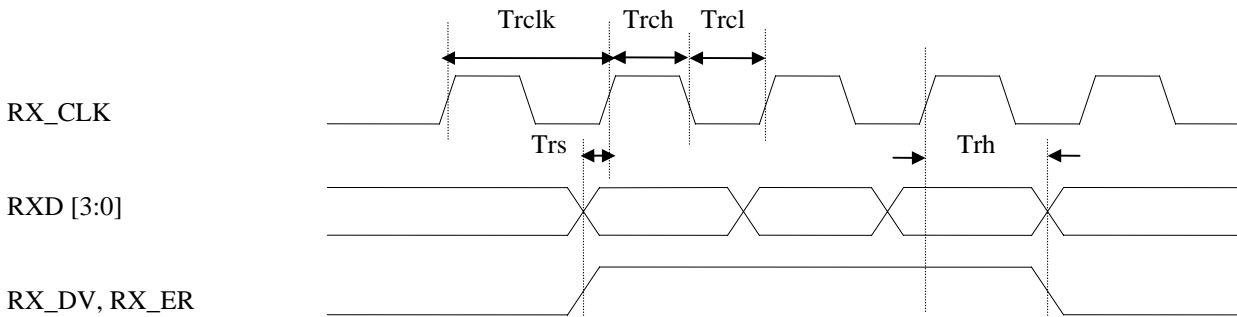 Trclk Trch Trcl
RX_CLK
Trs Trh
RXD [3:0]
RX_DV, RX_ER